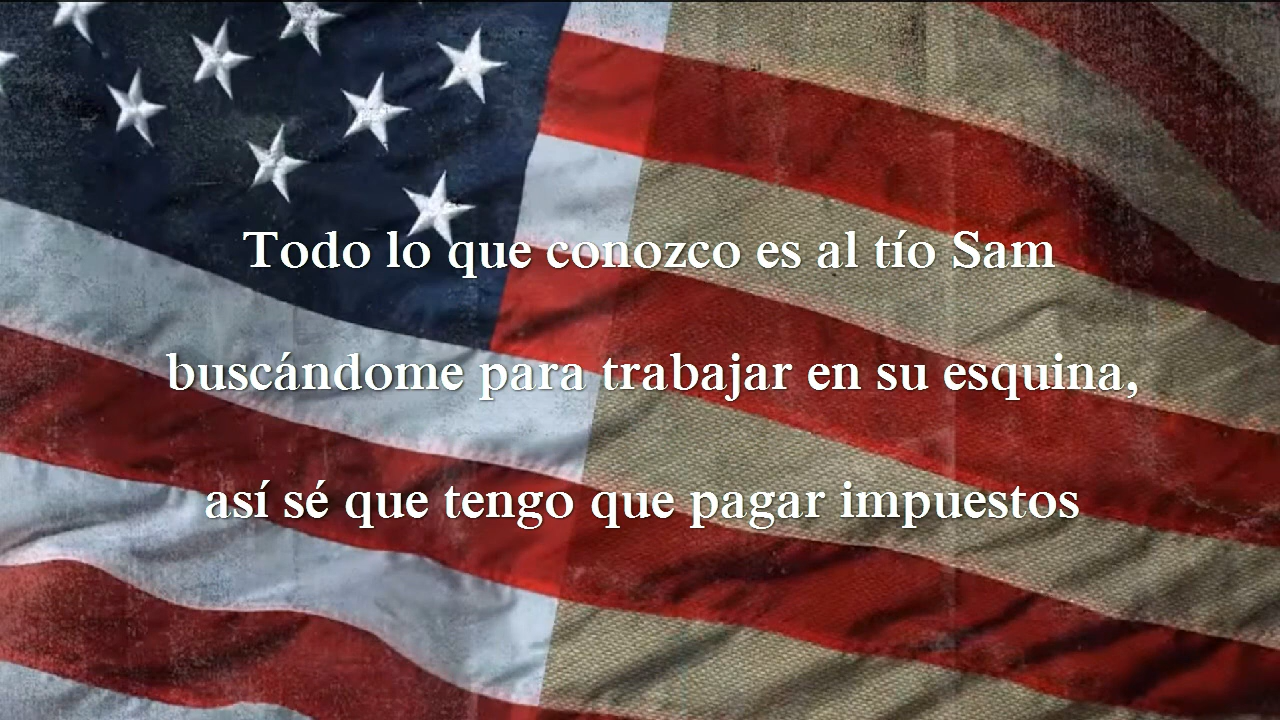 Todo lo que conozco es al tío Sam
buscándome para trabajar en su esquina,
así sé que tengo que pagar impuestos